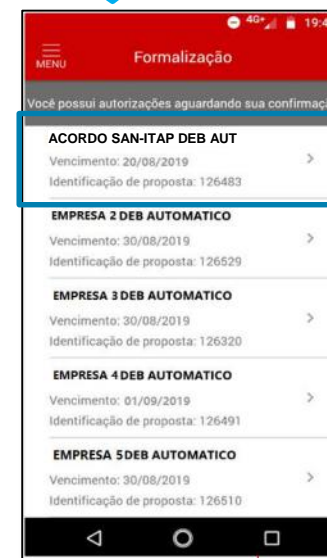 4G+ 19:4
MENU
Formalização
Você possui autorizações aguardando sua confirmaç
ACORDO SAN-ITAP DEB AUT
Vencimento: 20/08/2019
Identificação de proposta: 126483
EMPRESA 2 DEB AUTOMATICO
Vencimento: 30/08/2019
Identificação de proposta: 126529
EMPRESA 3 DEB AUTOMATICO
Vencimento: 30/08/2019
Identificação de proposta: 126320
EMPRESA 4 DEB AUTOMATICO
Vencimento: 01/09/2019
Identificação de proposta: 126491
EMPRESA 5 DEB AUTOMATICO
Vencimento: 30/08/2019
Identificação de proposta: 126510